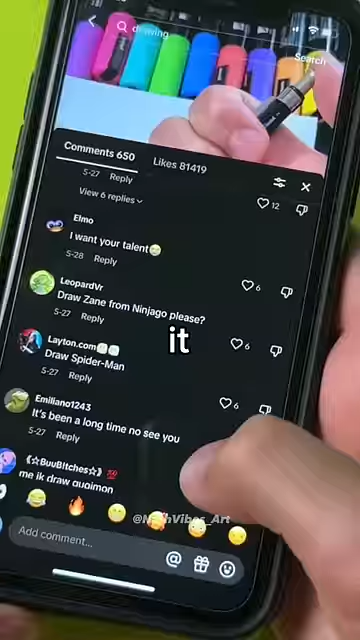 drawing
Search
Comments 650
Likes 81419
5-27 Reply
View 6 replies
12
Elmo
I want your talent😂
5-28 Reply
6
LeopardVr
Draw Zane from Ninjago please?
5-27 Reply
6
it
Layton.com
Draw Spider-Man
5-27 Reply
6
Emiliano1243
It's been a long time no see you
5-27 Reply
《☆BuuB!tches☆》💯
me ik draw
Add comment...